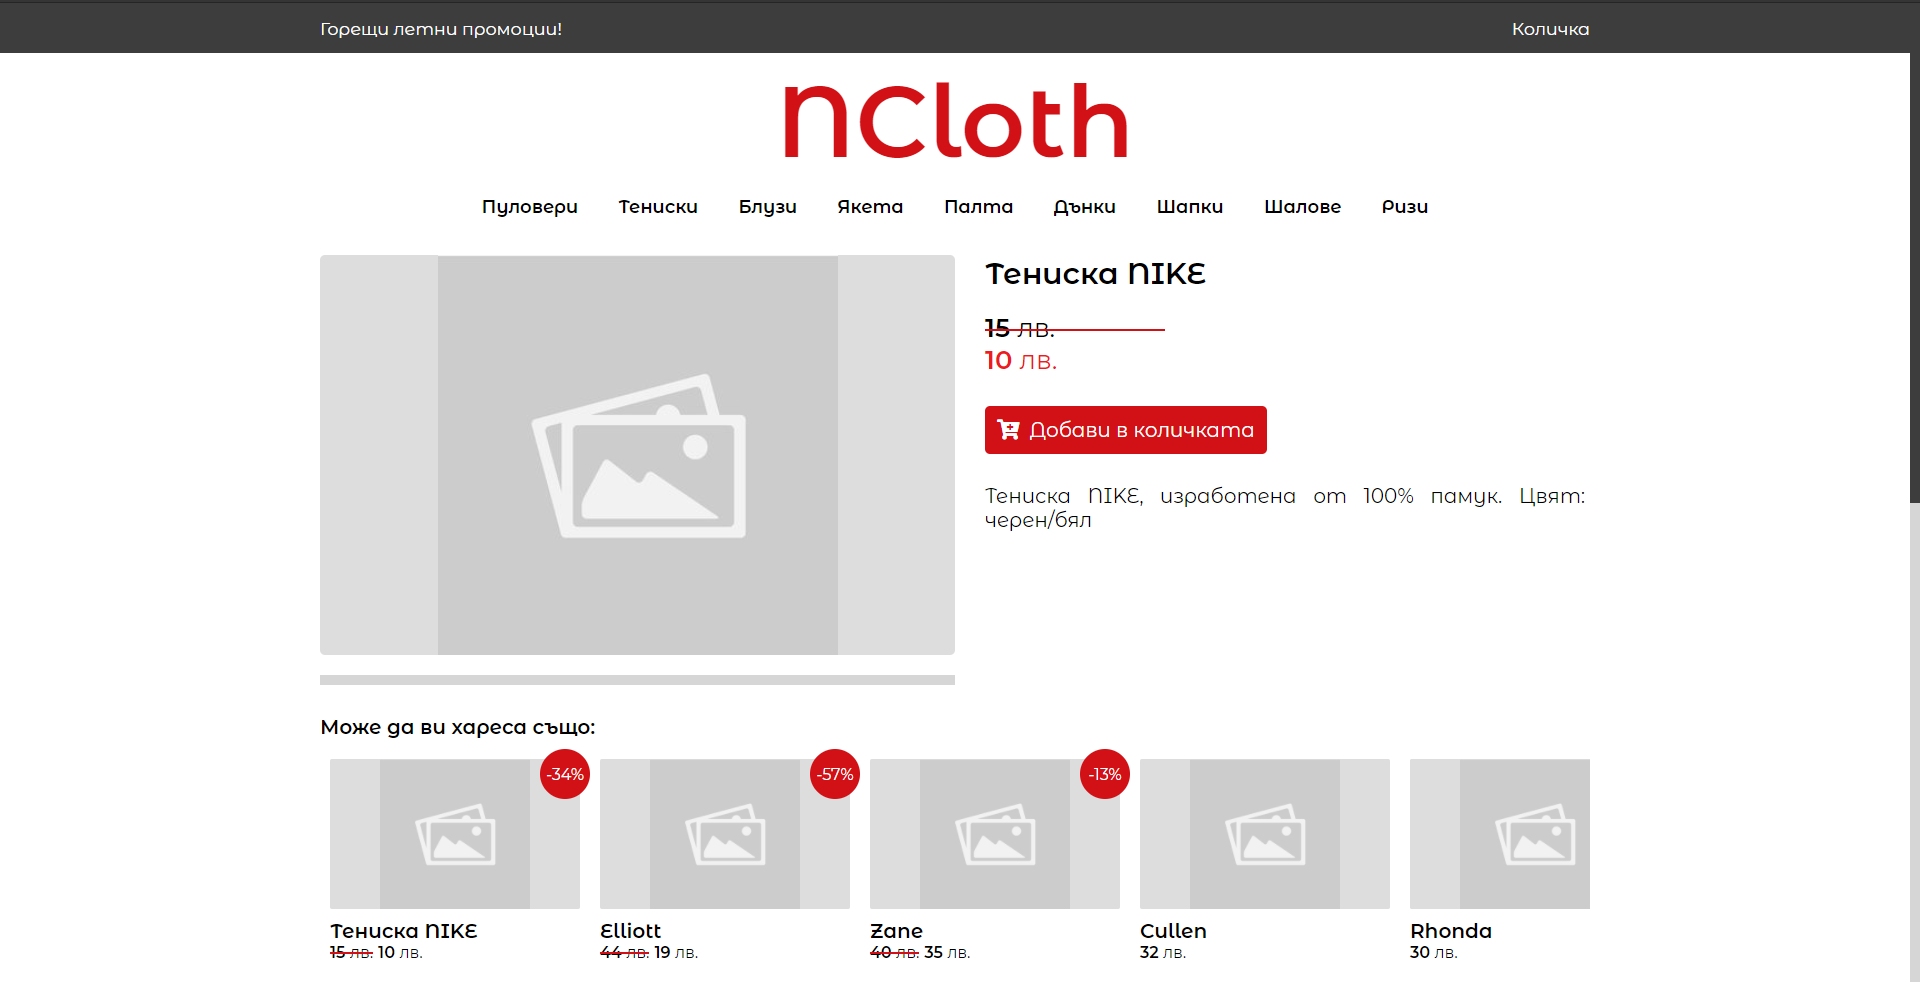 Горещи летни промоции!
Количка
NCloth
Пуловери Тениски Блузи Якета Палта Дънки Шапки Шалове Ризи
Тениска NIKE
15 лв.
10 лв.
Добави в количката
Тениска NIKE, изработена от 100% памук. Цвят:
черен/бял
Може да ви хареса също:
-34%
-57%
-13%
Тениска NIKE
15 лв. 10 лв.
Elliott
44 лв. 19 лв.
Zane
40 лв. 35 лв.
Cullen
32 лв.
Rhonda
30 лв.